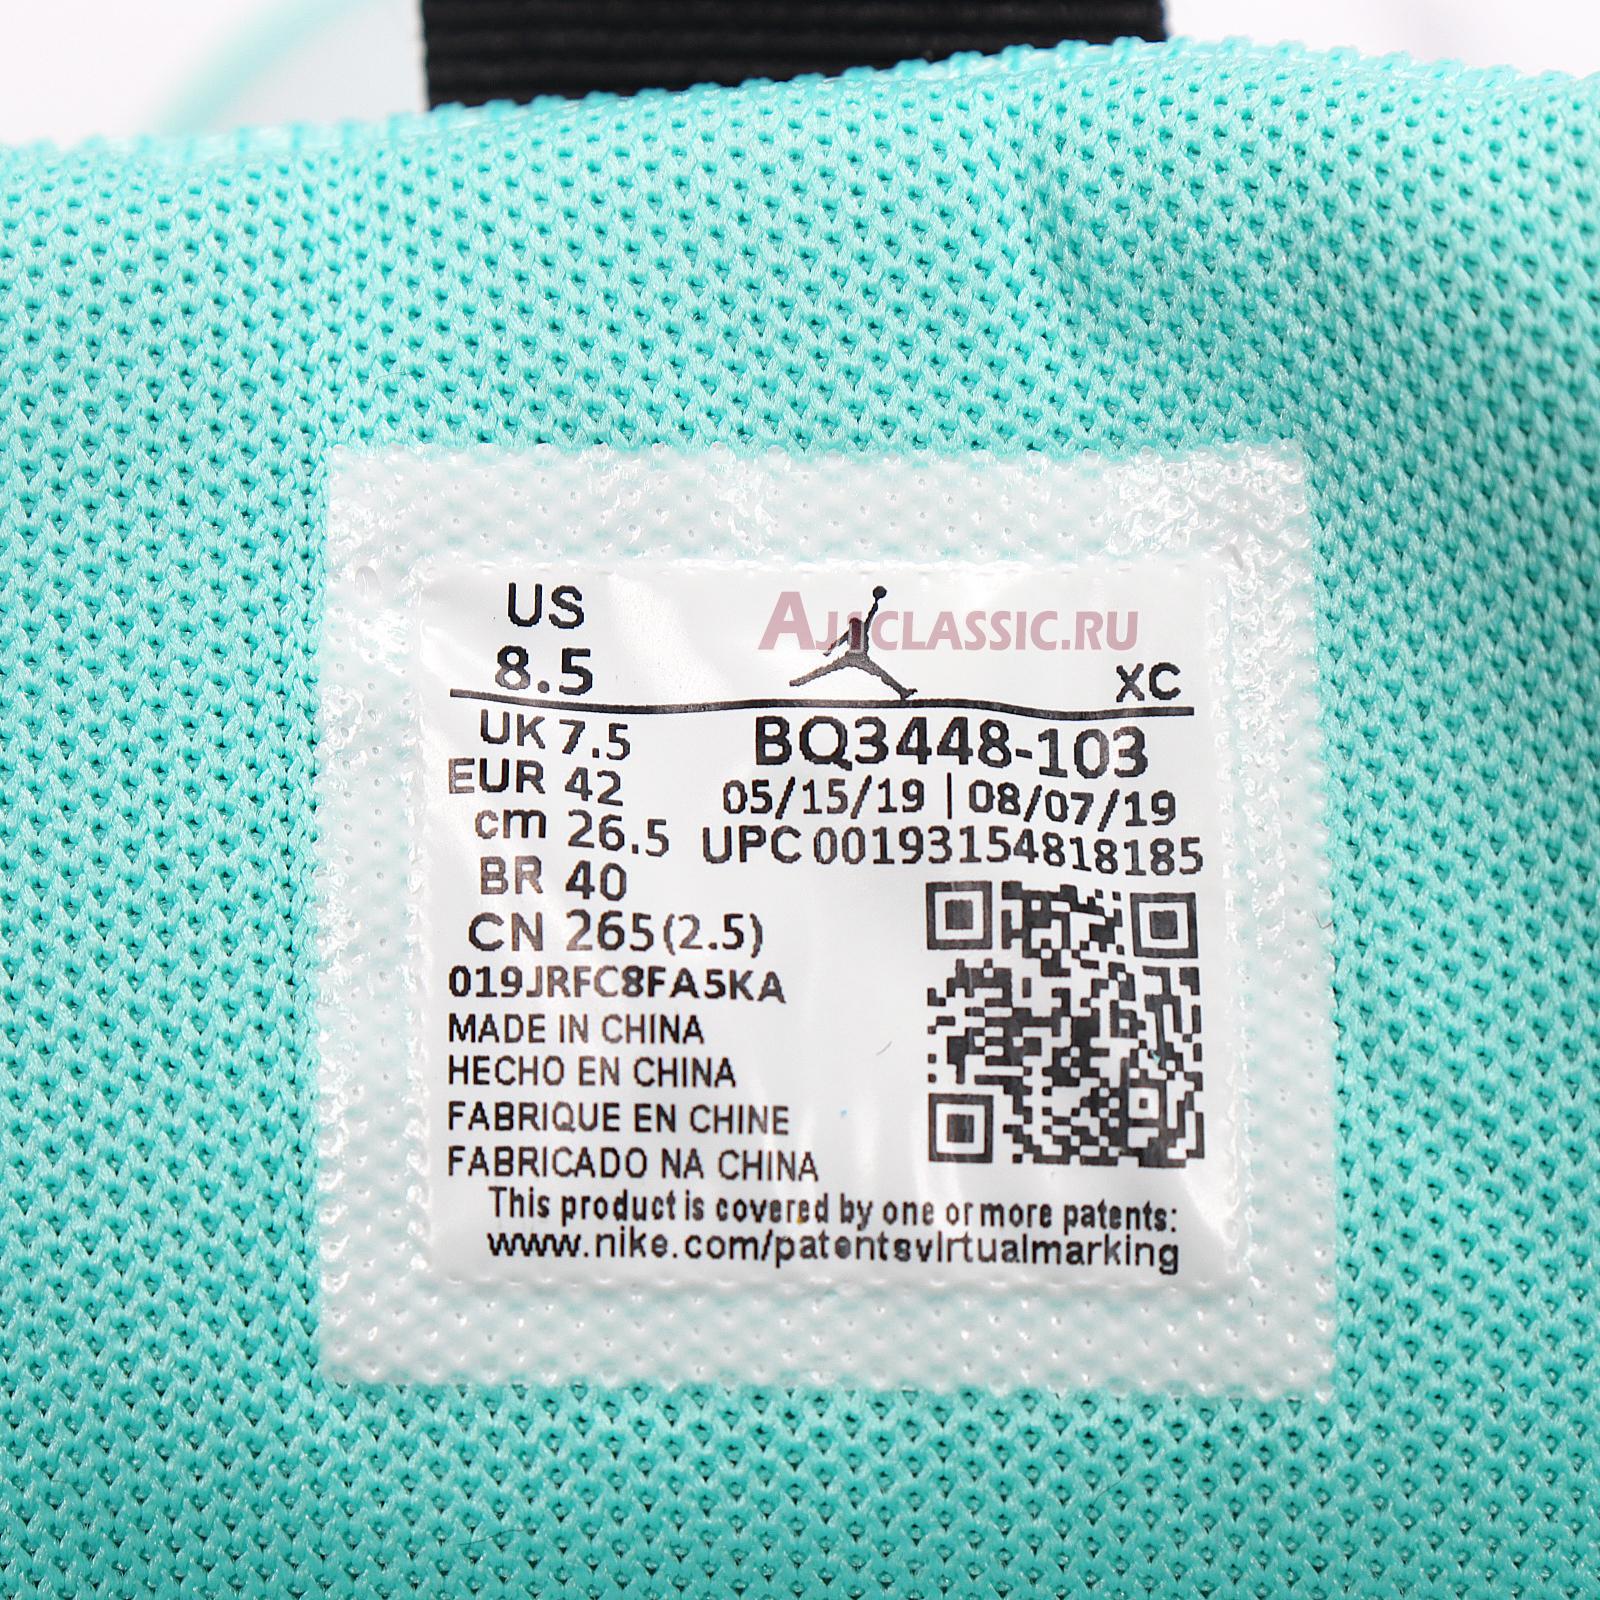 US
8.5
AJ1CLASSIC.RU
XC
UK 7.5
EUR 42
cm 26.5
BR 40
CN 265(2.5)
BQ3448-103
05/15/19 | 08/07/19
UPC 00193154818185
019JRFC8FA5KA
MADE IN CHINA
HECHO EN CHINA
FABRIQUE EN CHINE
FABRICADO NA CHINA
This product is covered by one or more patents:
www.nike.com/patentsvirtualmarking